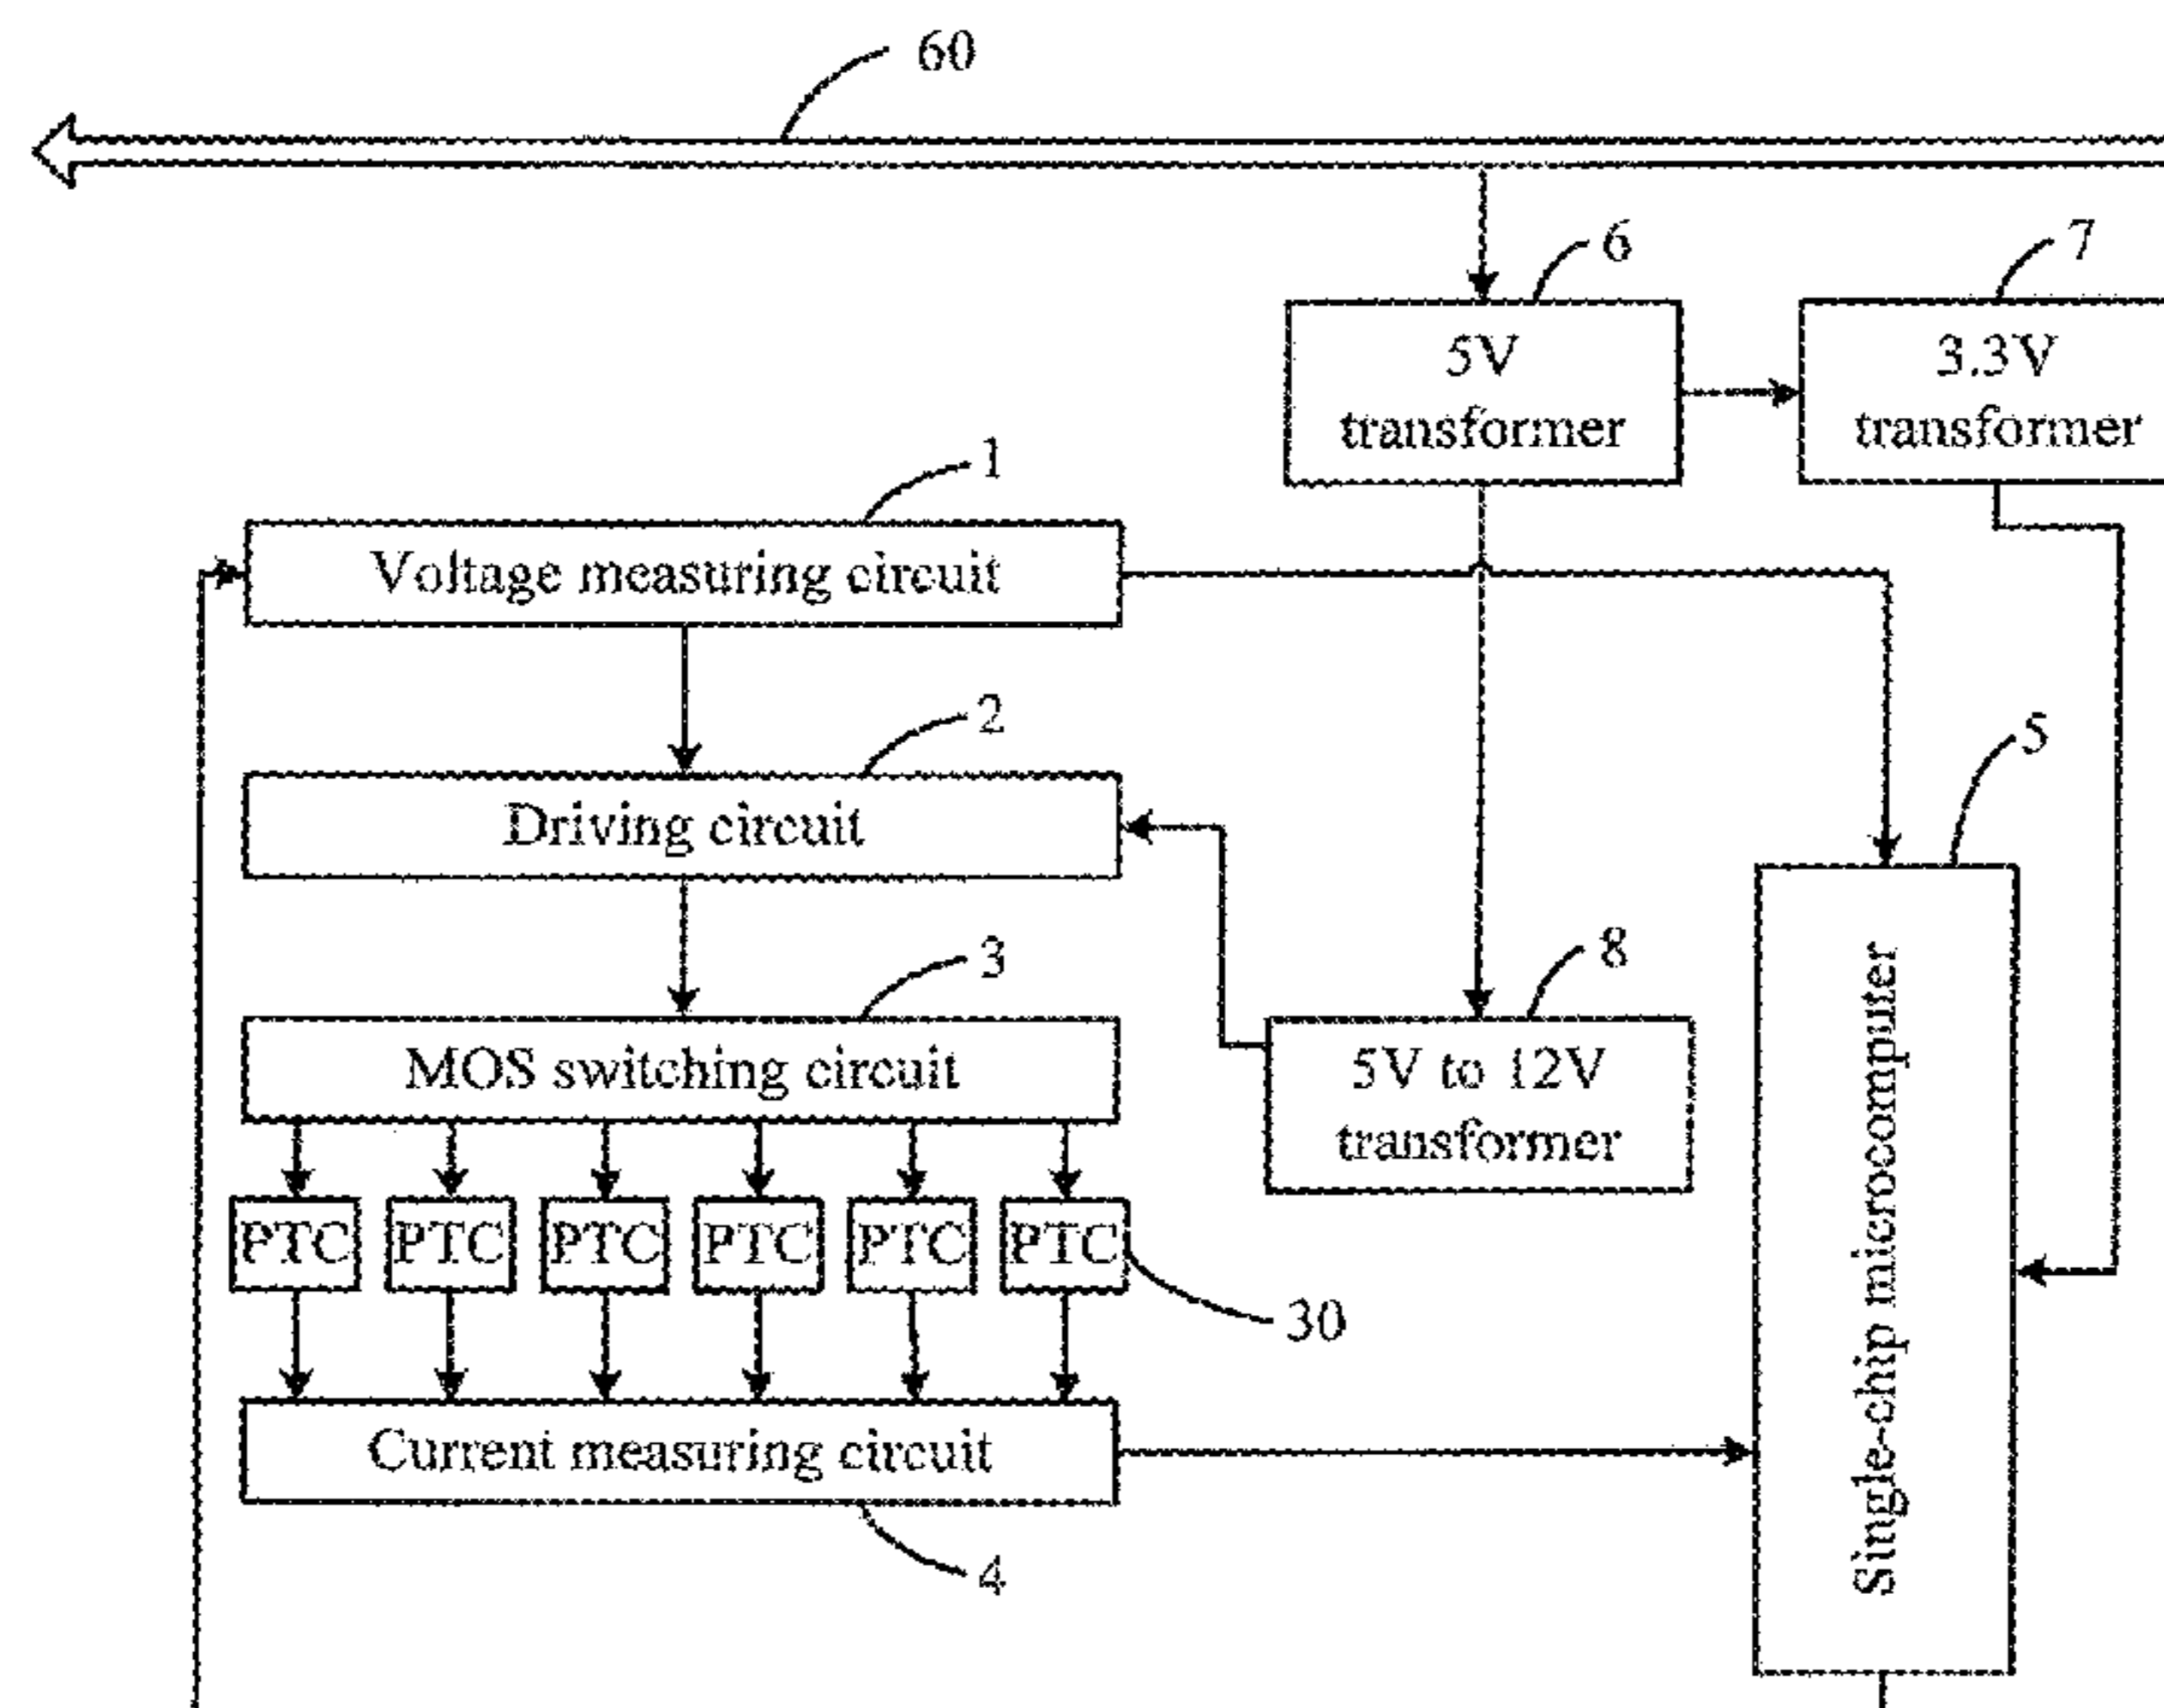 60
6
7
5V
transformer
3.3V
transformer
1
Voltage measuring circuit
2
5
Driving circuit
3
8
MOS switching circuit
5V to 12V
transformer
Single-chip microcomputer
PTC PTC PTC PTC PTC PTC
30
Current measuring circuit
4